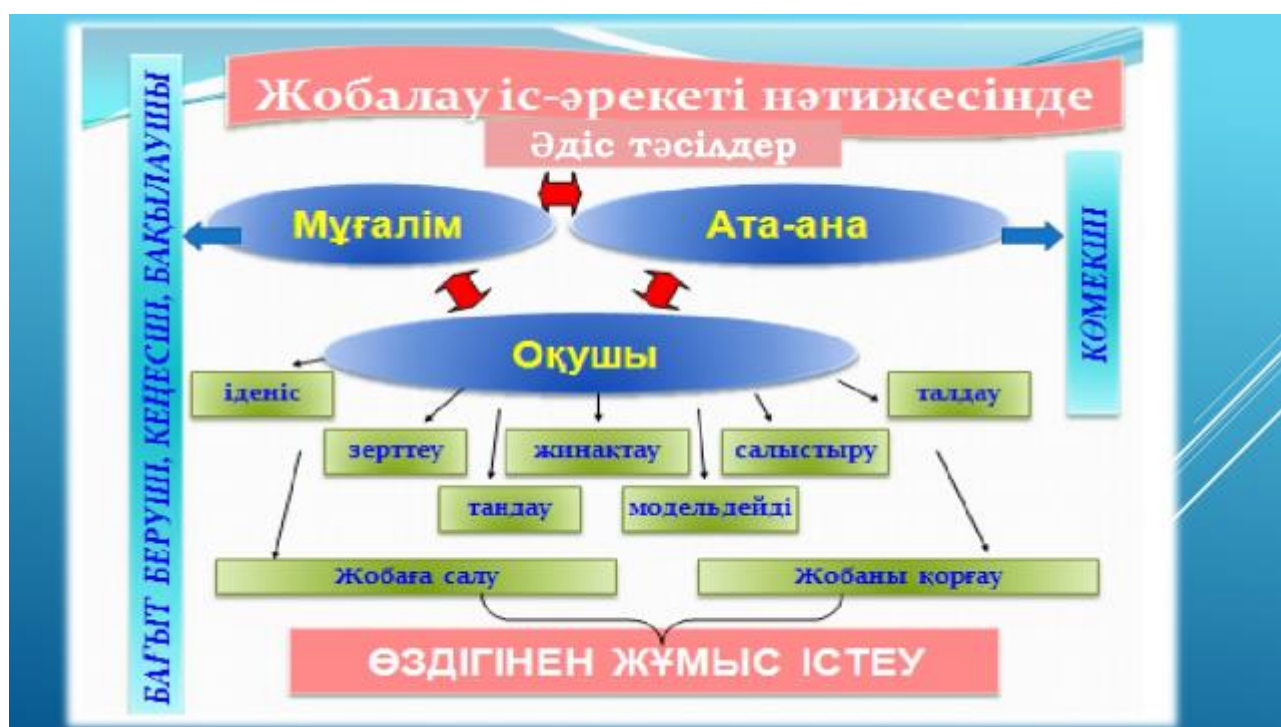 Жобалау іс-әрекеті нәтижесінде
Әдіс тәсілдер
БАҒЫТ БЕРУШІ, КЕҢЕСШІ, БАҚЫЛАУШЫ
Мұғалім
Ата-ана
КӨМЕКШІ
Оқушы
іденіс
талдау
зерттеу
жинақтау
салыстыру
таңдау
модельдейді
Жобаға салу
Жобаны қорғау
ӨЗДІГІНЕН ЖҰМЫС ІСТЕУ